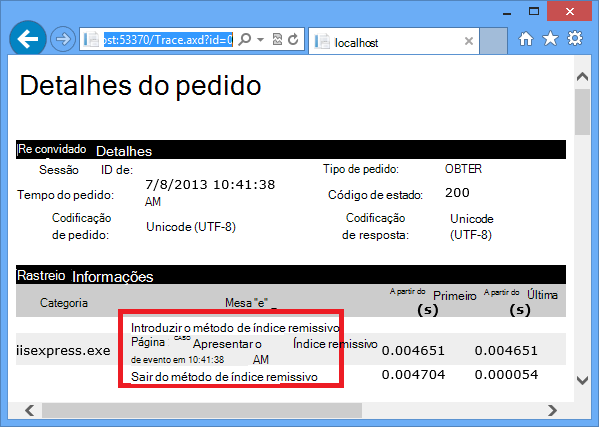 ost:53370/Trace.axd?id=0
localhost
Detalhes do pedido
Re convidado Detalhes
Sessão ID de:
Tipo de pedido: OBTER
Tempo do pedido: 7/8/2013 10:41:38 AM
Código de estado: 200
Codificação de pedido: Unicode (UTF-8)
Codificação de resposta: Unicode (UTF-8)
Rastreio Informações
Categoria Mesa "e" _ A partir do Primeiro (s) A partir do Última (s)
Introduzir o método de índice remissivo
iisexpress.exe Página CASO Apresentar o Índice remissivo 0.004651 0.004651
de evento em 10:41:38 AM
Sair do método de índice remissivo 0.004704 0.000054